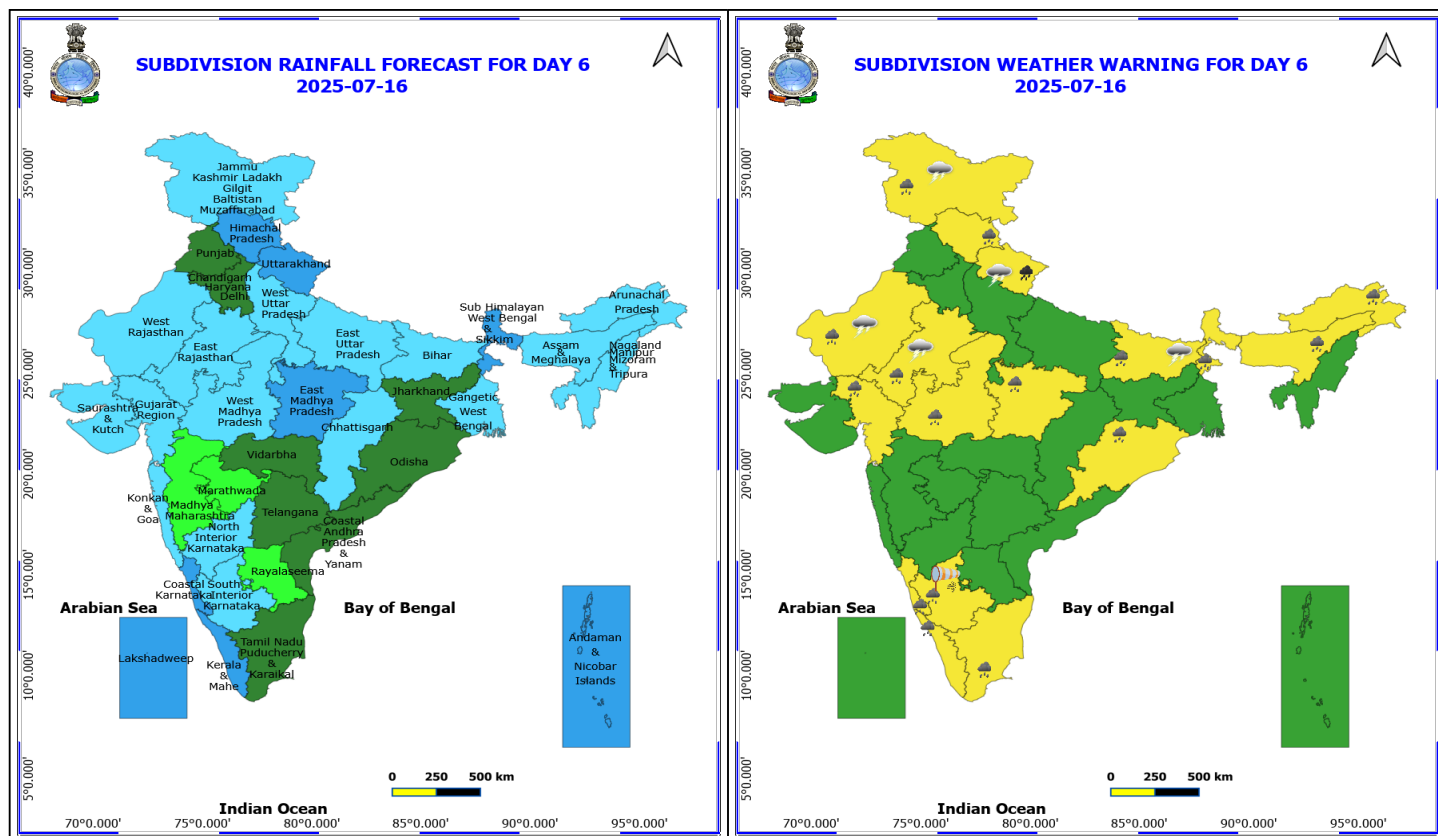 SUBDIVISION RAINFALL FORECAST FOR DAY 6
2025-07-16
40°0.000'
35°0.000'
30°0.000'
25°0.000'
20°0.000'
15°0.000'
10°0.000'
5°0.000'
Jammu
Kashmir Ladakh
Gilgit
Baltistan
Muzaffarabad
Himachal
Pradesh
Punjab
Uttarakhand
Chandigarh
Haryana
Delhi
West
Uttar
Pradesh
West
Rajasthan
East
Rajasthan
East
Uttar
Pradesh
Bihar
Sub Himalayan
West Bengal
&
Sikkim
Arunachal
Pradesh
Assam
&
Meghalaya
Nagaland
Manipur
Mizoram
&
Tripura
Saurashtra
&
Kutch
Gujarat
Region
West
Madhya
Pradesh
East
Madhya
Pradesh
Jharkhand
Gangetic
West
Bengal
Chhattisgarh
Vidarbha
Odisha
Konkan
&
Goa
Madhya
Maharashtra
Marathwada
Telangana
North
Interior
Karnataka
Coastal
Andhra
Pradesh
&
Yanam
Rayalaseema
Coastal
Karnataka
South
Interior
Karnataka
Arabian Sea
Bay of Bengal
Lakshadweep
Kerala
&
Mahe
Tamil Nadu
Puducherry
&
Karaikal
Andaman
&
Nicobar
Islands
0 250 500 km
Indian Ocean
70°0.000' 75°0.000' 80°0.000' 85°0.000' 90°0.000' 95°0.000'
SUBDIVISION WEATHER WARNING FOR DAY 6
2025-07-16
40°0.000'
35°0.000'
30°0.000'
25°0.000'
20°0.000'
15°0.000'
10°0.000'
5°0.000'
Arabian Sea
Bay of Bengal
0 250 500 km
Indian Ocean
70°0.000' 75°0.000' 80°0.000' 85°0.000' 90°0.000' 95°0.000'